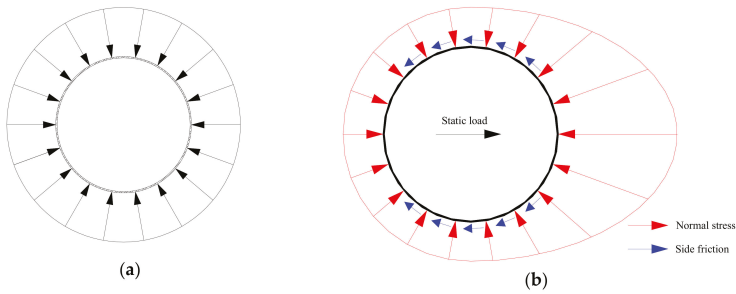 Static load
Normal stress
Side friction
(a)
(b)